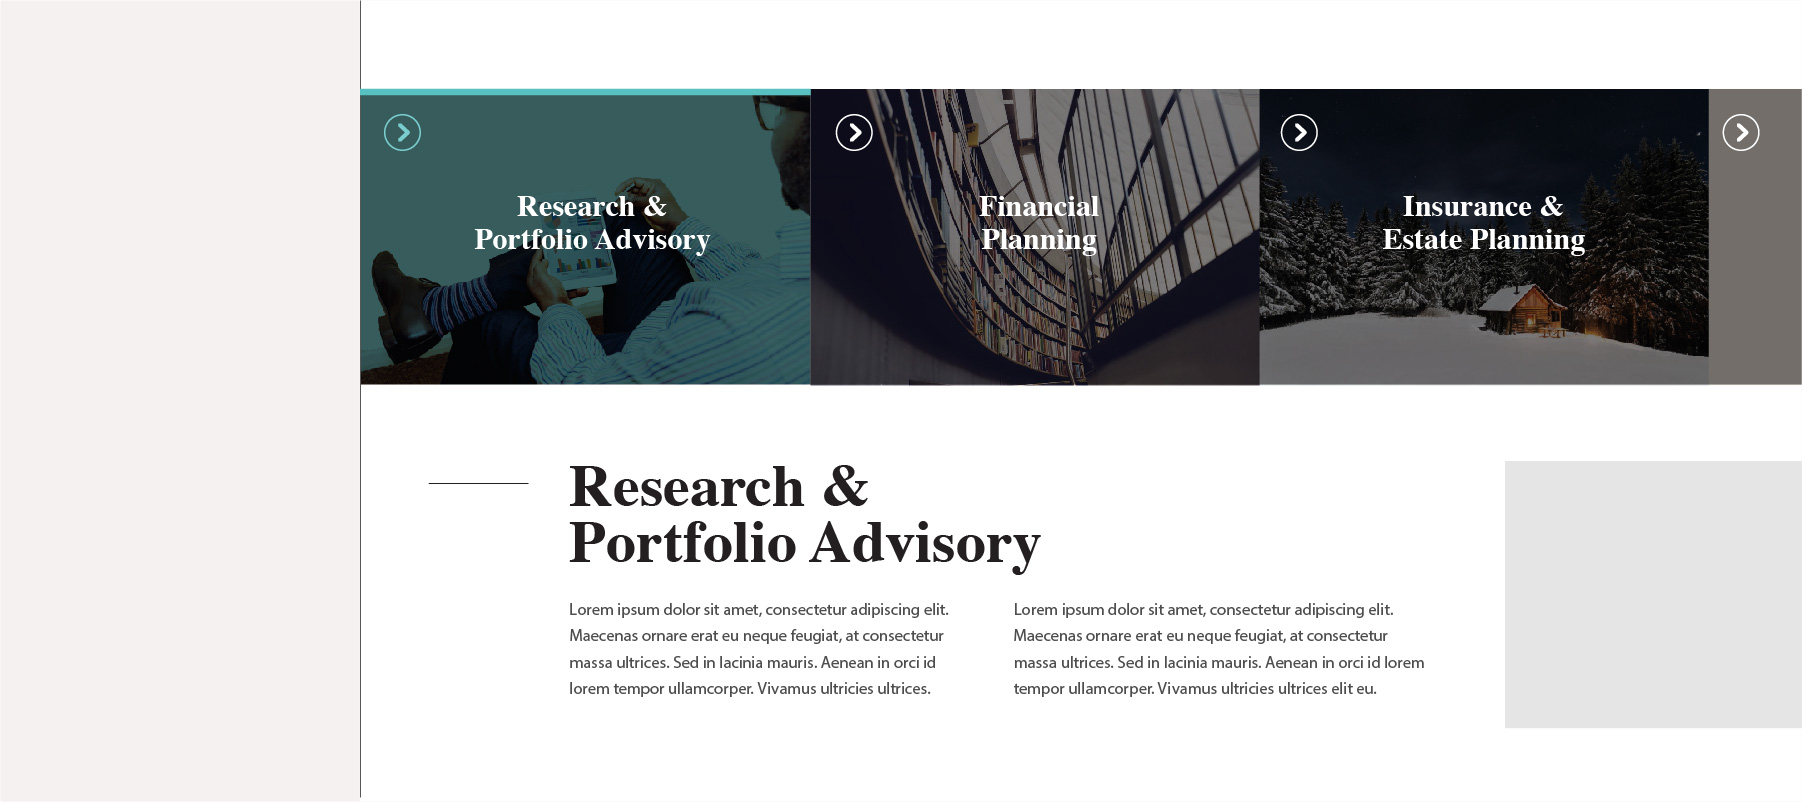 Research &
Portfolio Advisory
Financial
Planning
Insurance &
Estate Planning
Research &
Portfolio Advisory
Lorem ipsum dolor sit amet, consectetur adipiscing elit.
Maecenas ornare erat eu neque feugiat, at consectetur
massa ultrices. Sed in lacinia mauris. Aenean in orci id
lorem tempor ullamcorper. Vivamus ultricies ultrices.
Lorem ipsum dolor sit amet, consectetur adipiscing elit.
Maecenas ornare erat eu neque feugiat, at consectetur
massa ultrices. Sed in lacinia mauris. Aenean in orci id lorem
tempor ullamcorper. Vivamus ultricies ultrices elit eu.